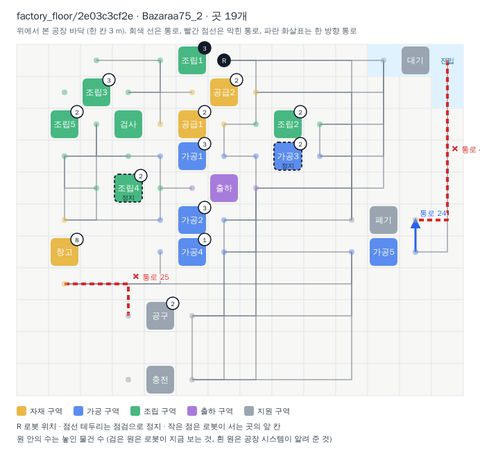 factory_floor/2e03c3cf2e · Bazaraa75_2 · 곳 19개
위에서 본 공장 바닥 (한 칸 3 m). 회색 선은 통로, 빨간 점선은 막힌 통로, 파란 화살표는 한 방향 통로
조립1 3 R 대기
조립3 3 공급2 2
조립5 2 검사 공급1 2 조립2 2
가공1 3 가공3 2 정지 ✖ 통로
조립4 2 정지 출하
가공2 3 폐기 통로 24
창고 8 가공4 1 가공5
✖ 통로 25
공구 2
충전
자재 구역 가공 구역 조립 구역 출하 구역 지원 구역
R 로봇 위치 · 점선 테두리는 점검으로 정지 · 작은 점은 로봇이 서는 곳의 앞 칸
원 안의 수는 놓인 물건 수 (검은 원은 로봇이 지금 보는 것, 흰 원은 공장 시스템이 알려 준 것)